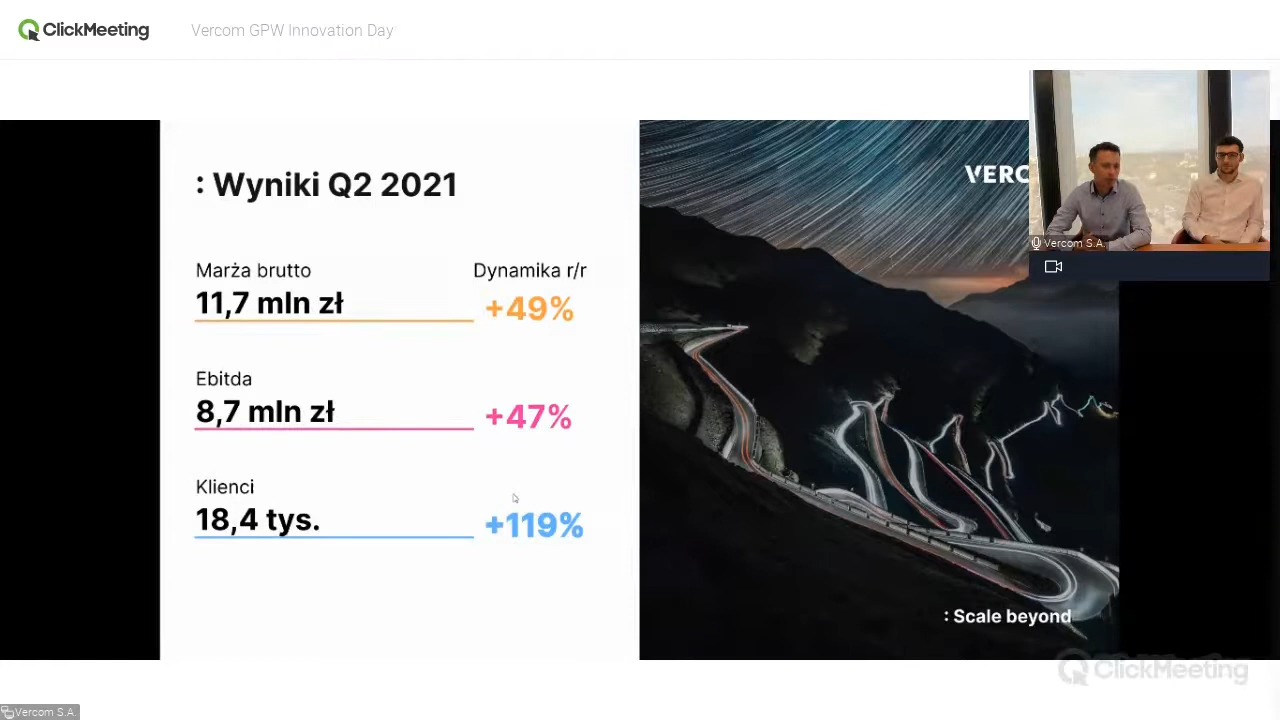 ClickMeeting
Vercom GPW Innovation Day
: Wyniki Q2 2021
Marża brutto
Dynamika r/r
11,7 mln zł
+49%
Ebitda
8,7 mln zł
+47%
Klienci
18,4 tys.
+119%
VERC
Vercom S.A.
: Scale beyond
ClickMeeting
Vercom S.A.